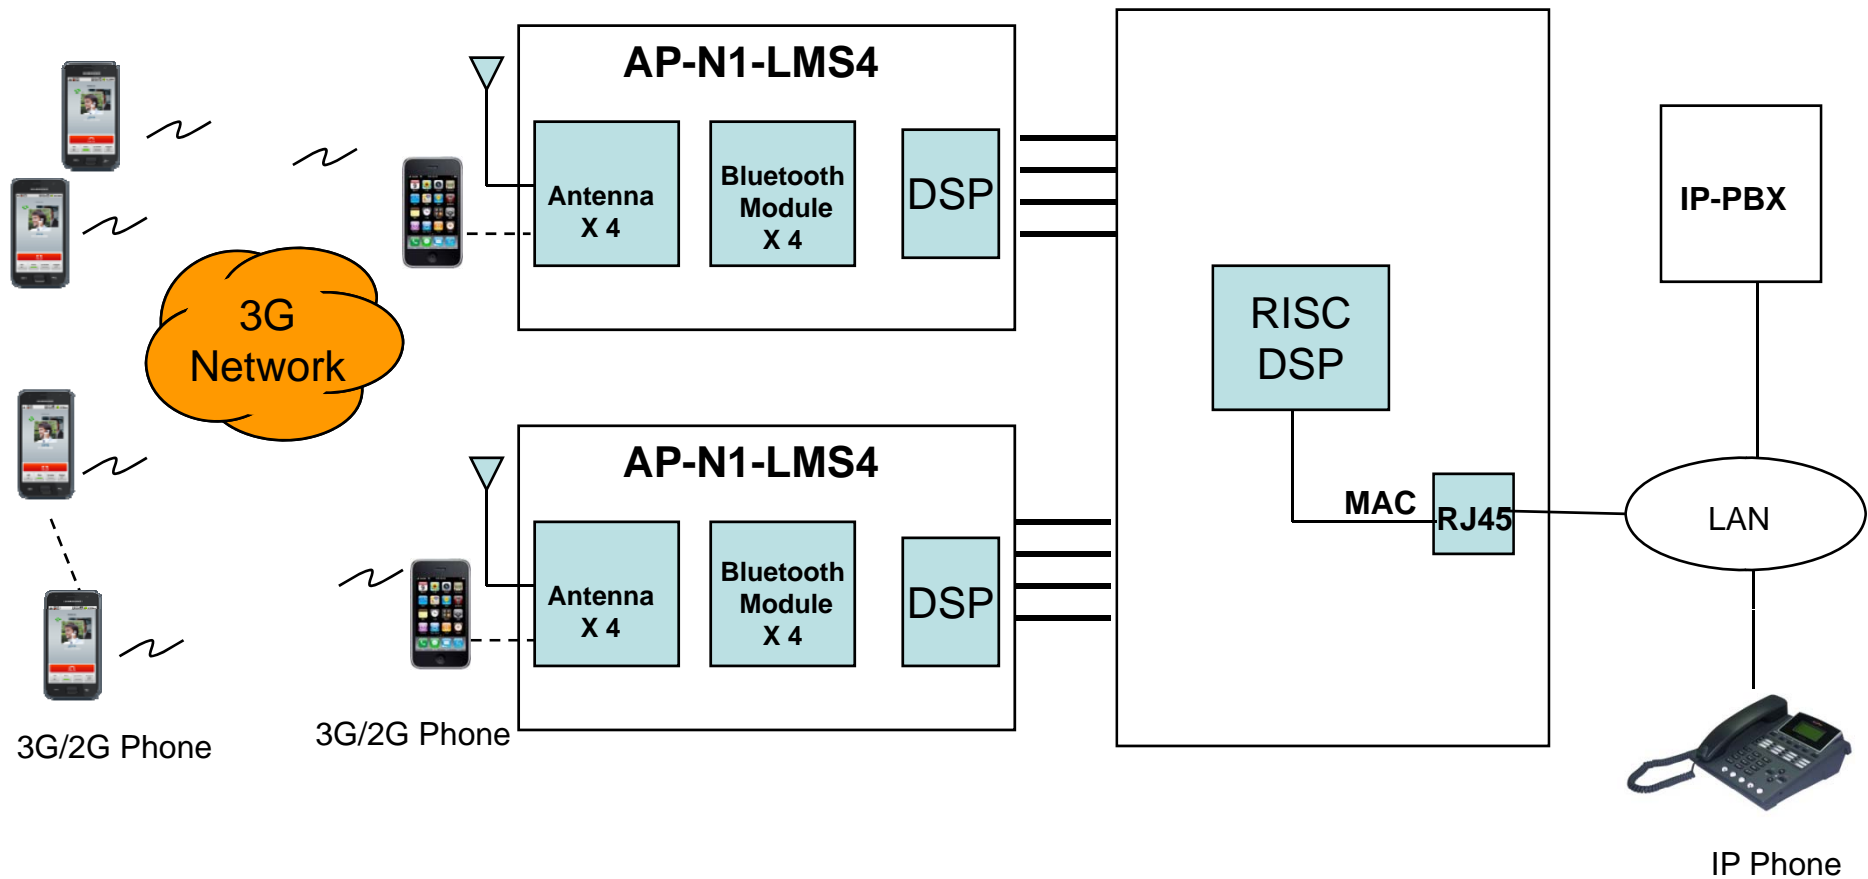 AP-N1-LMS4
Antenna
X 4
Bluetooth
Module
X 4
DSP
3G
Network
AP-N1-LMS4
Antenna
X 4
Bluetooth
Module
X 4
DSP
3G/2G Phone
3G/2G Phone
RISC
DSP
MAC
RJ45
IP-PBX
LAN
IP Phone